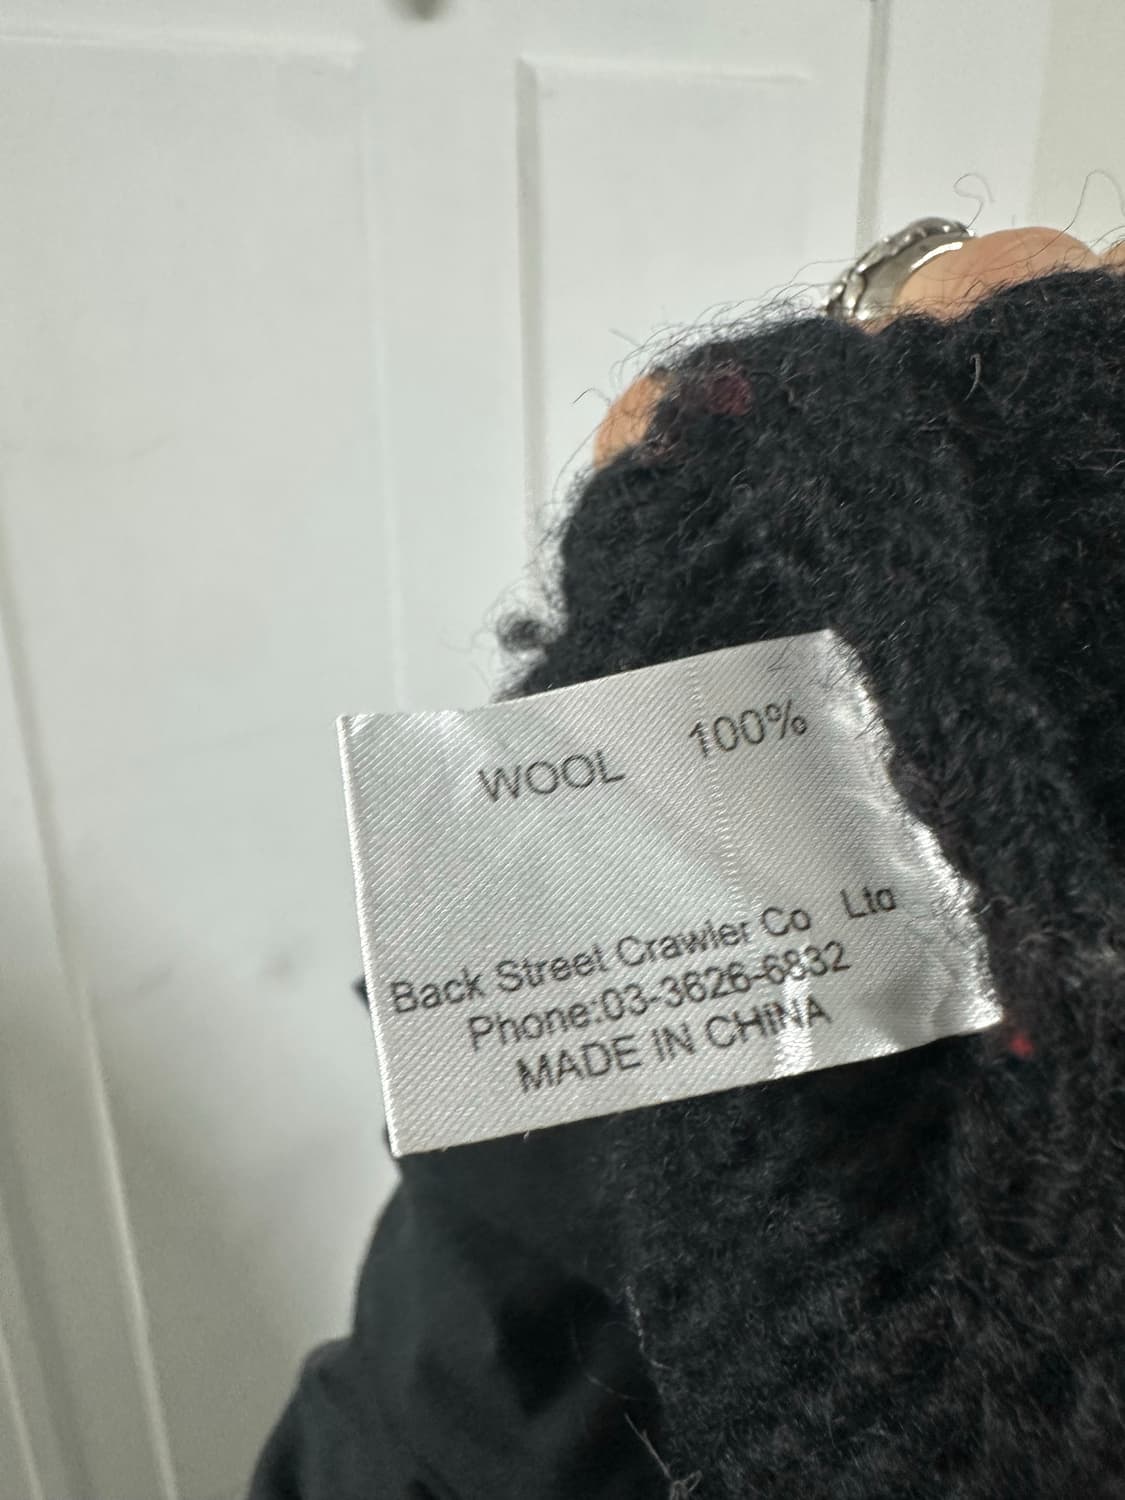 WOOL 100%
Back Street Crawler Co Ltd
Phone:03-3626-6832
MADE IN CHINA